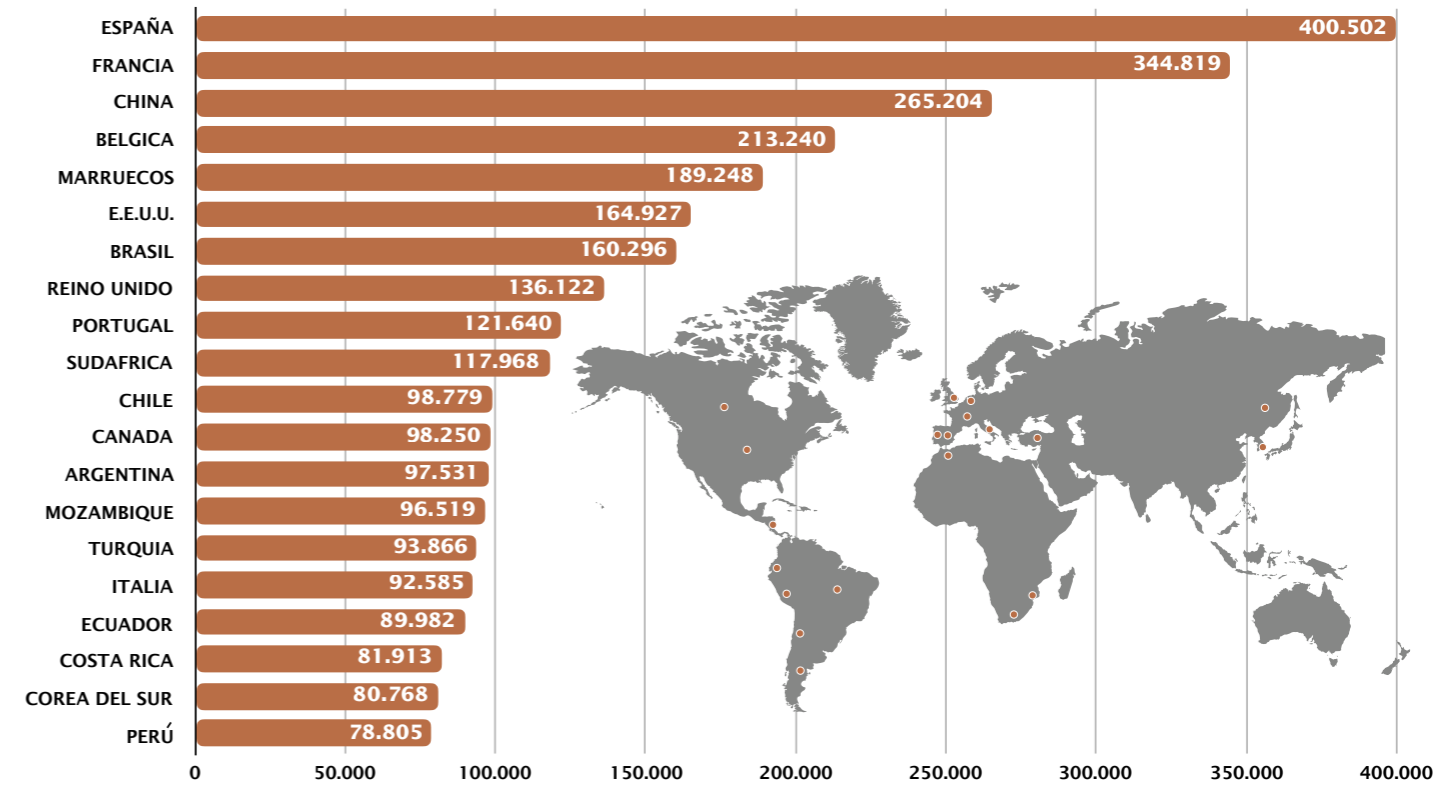 ESPAÑA 400.502
FRANCIA 344.819
CHINA 265.204
BELGICA 213.240
MARRUECOS 189.248
E.E.U.U. 164.927
BRASIL 160.296
REINO UNIDO 136.122
PORTUGAL 121.640
SUDAFRICA 117.968
CHILE 98.779
CANADA 98.250
ARGENTINA 97.531
MOZAMBIQUE 96.519
TURQUIA 93.866
ITALIA 92.585
ECUADOR 89.982
COSTA RICA 81.913
COREA DEL SUR 80.768
PERÚ 78.805
0 50.000 100.000 150.000 200.000 250.000 300.000 350.000 400.000